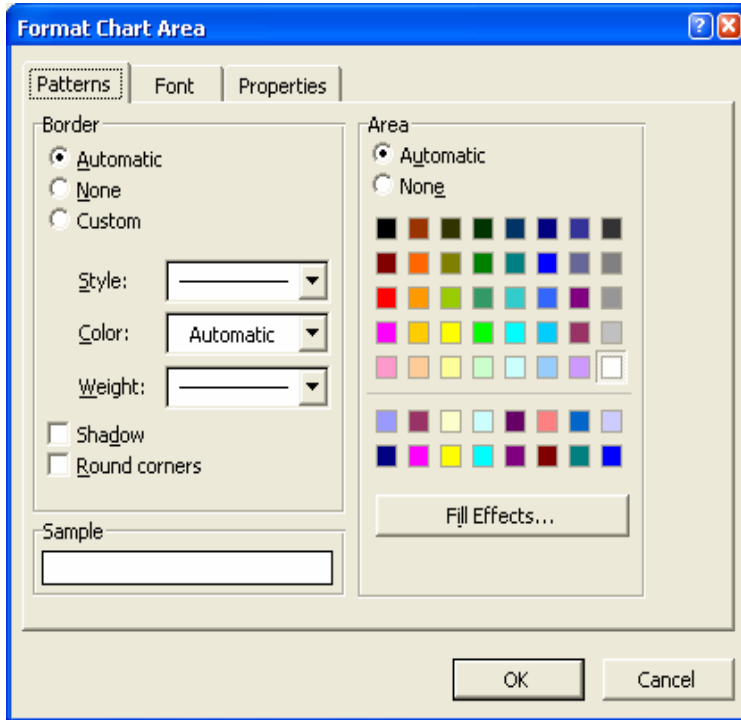 Format Chart Area
Patterns Font Properties
Border
Automatic
None
Custom
Style:
Color: Automatic
Weight:
Shadow
Round corners
Sample
Area
Automatic
None
Fill Effects...
OK Cancel